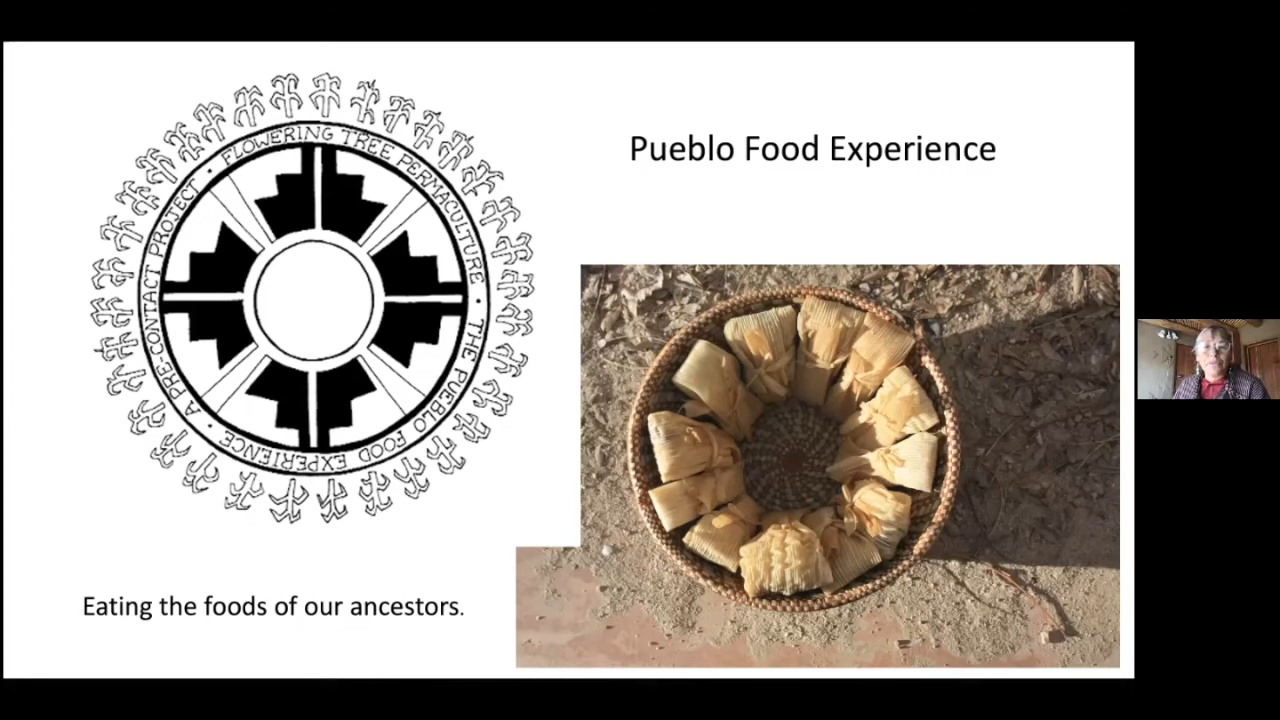 FLOWERING TREE PERMACULTURE • THE PUEBLO FOOD EXPERIENCE • A PRE-CONTACT PROJECT •
Pueblo Food Experience
Eating the foods of our ancestors.